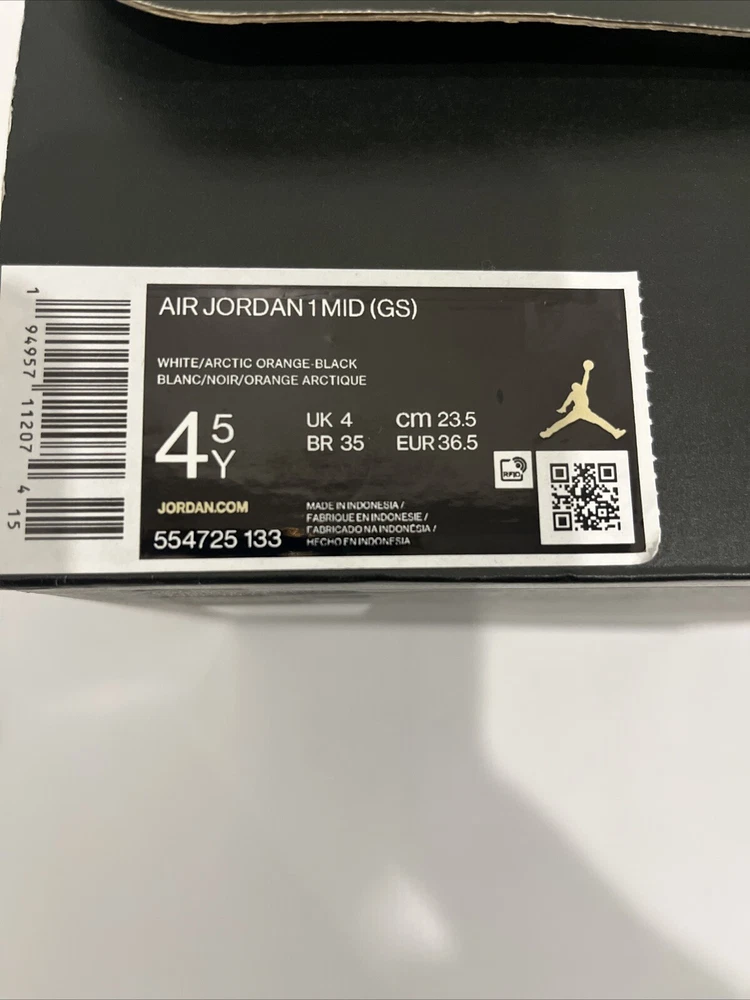 AIR JORDAN 1 MID (GS)
WHITE/ARCTIC ORANGE-BLACK
BLANC/NOIR/ORANGE ARCTIQUE
4 5 Y
UK 4 cm 23.5
BR 35 EUR 36.5
RFID
JORDAN.COM
554725 133
MADE IN INDONESIA /
FABRIQUE EN INDONESIE /
FABRICADO NA INDONÉSIA /
HECHO EN INDONESIA
1 94957 11207 4 15